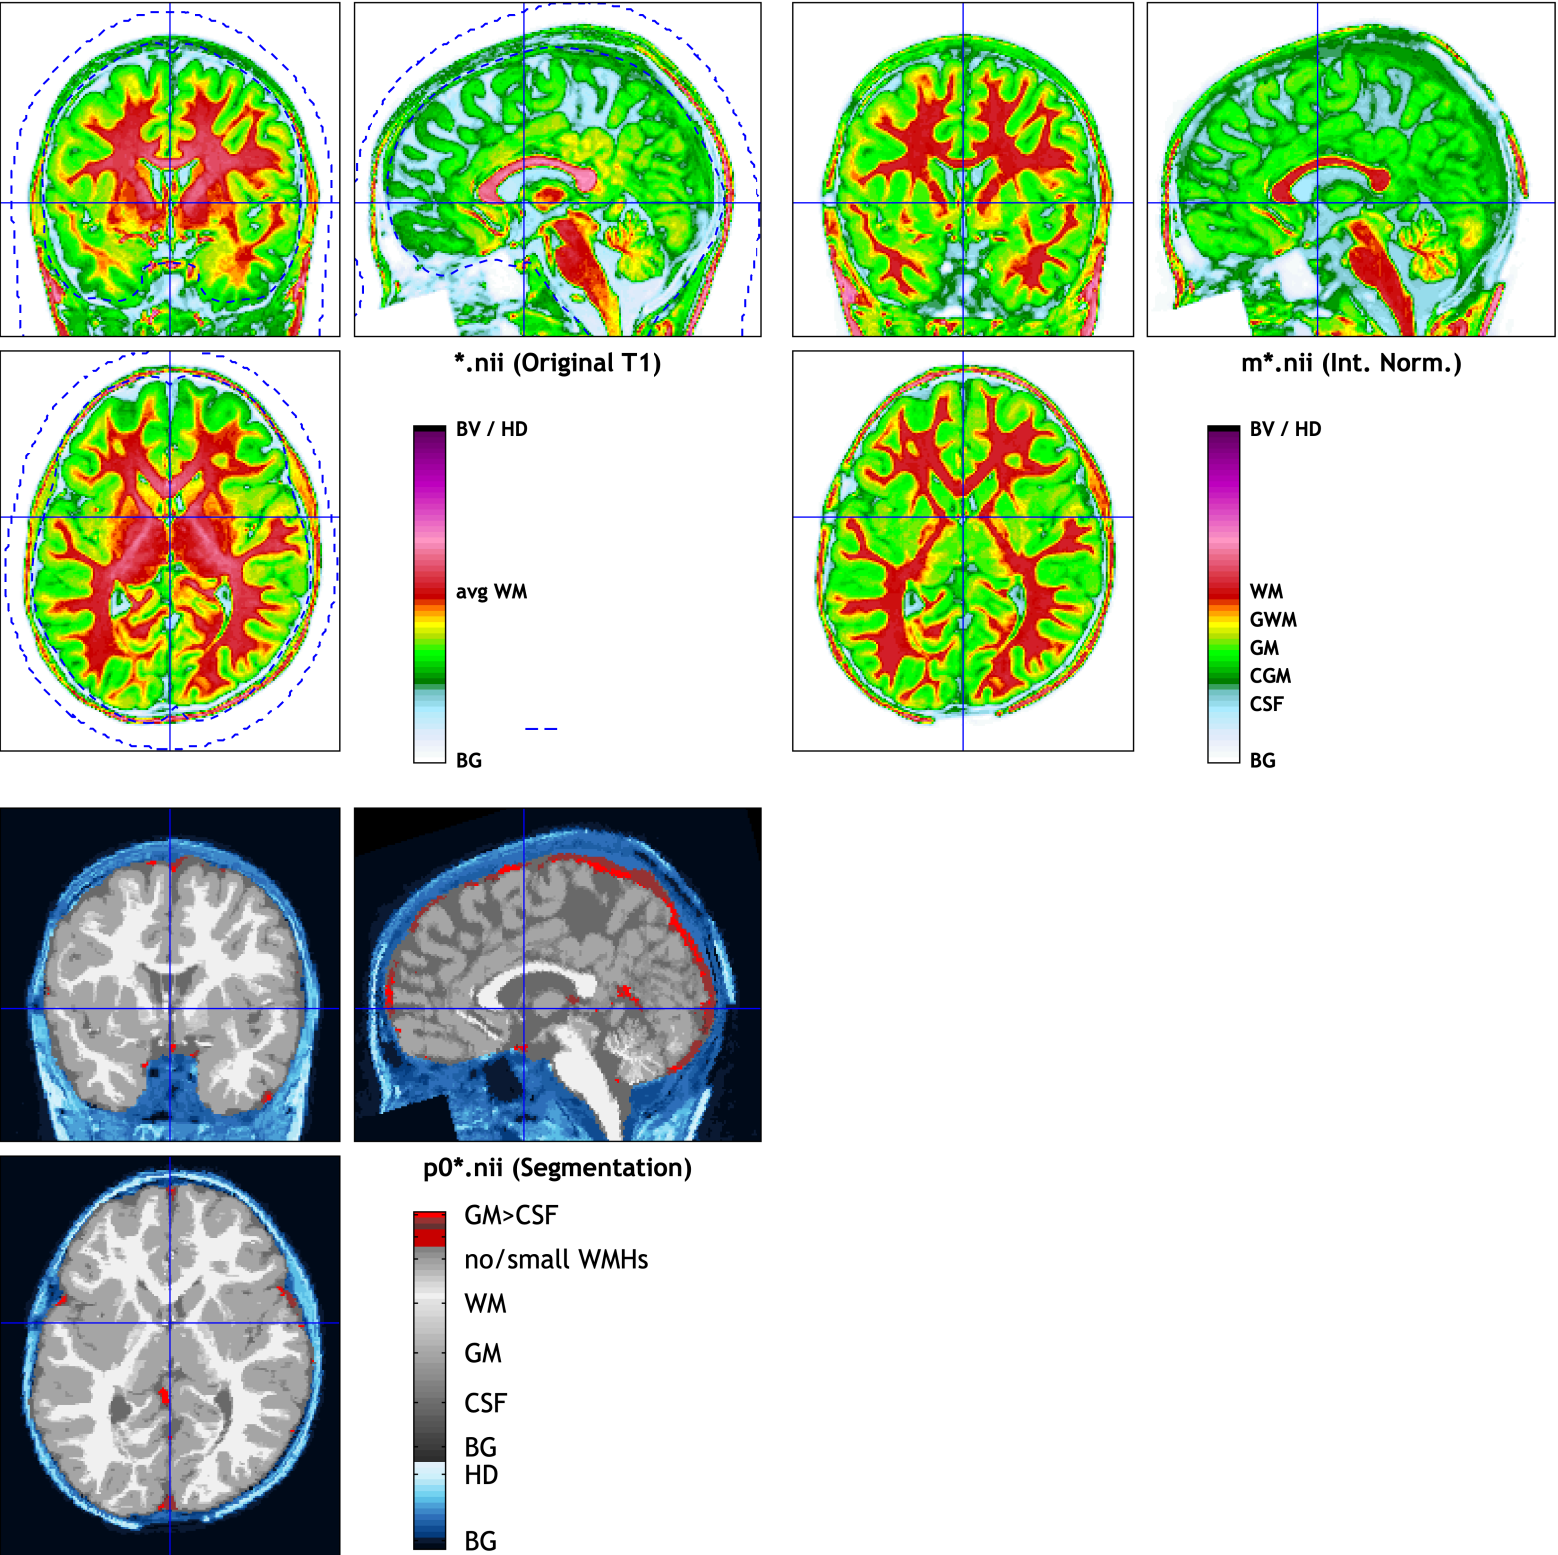 *.nii (Original T1)
BV / HD
avg WM
BG
m*.nii (Int. Norm.)
BV / HD
WM
GWM
GM
CGM
CSF
BG
p0*.nii (Segmentation)
GM>CSF
no/small WMHs
WM
GM
CSF
BG
HD
BG